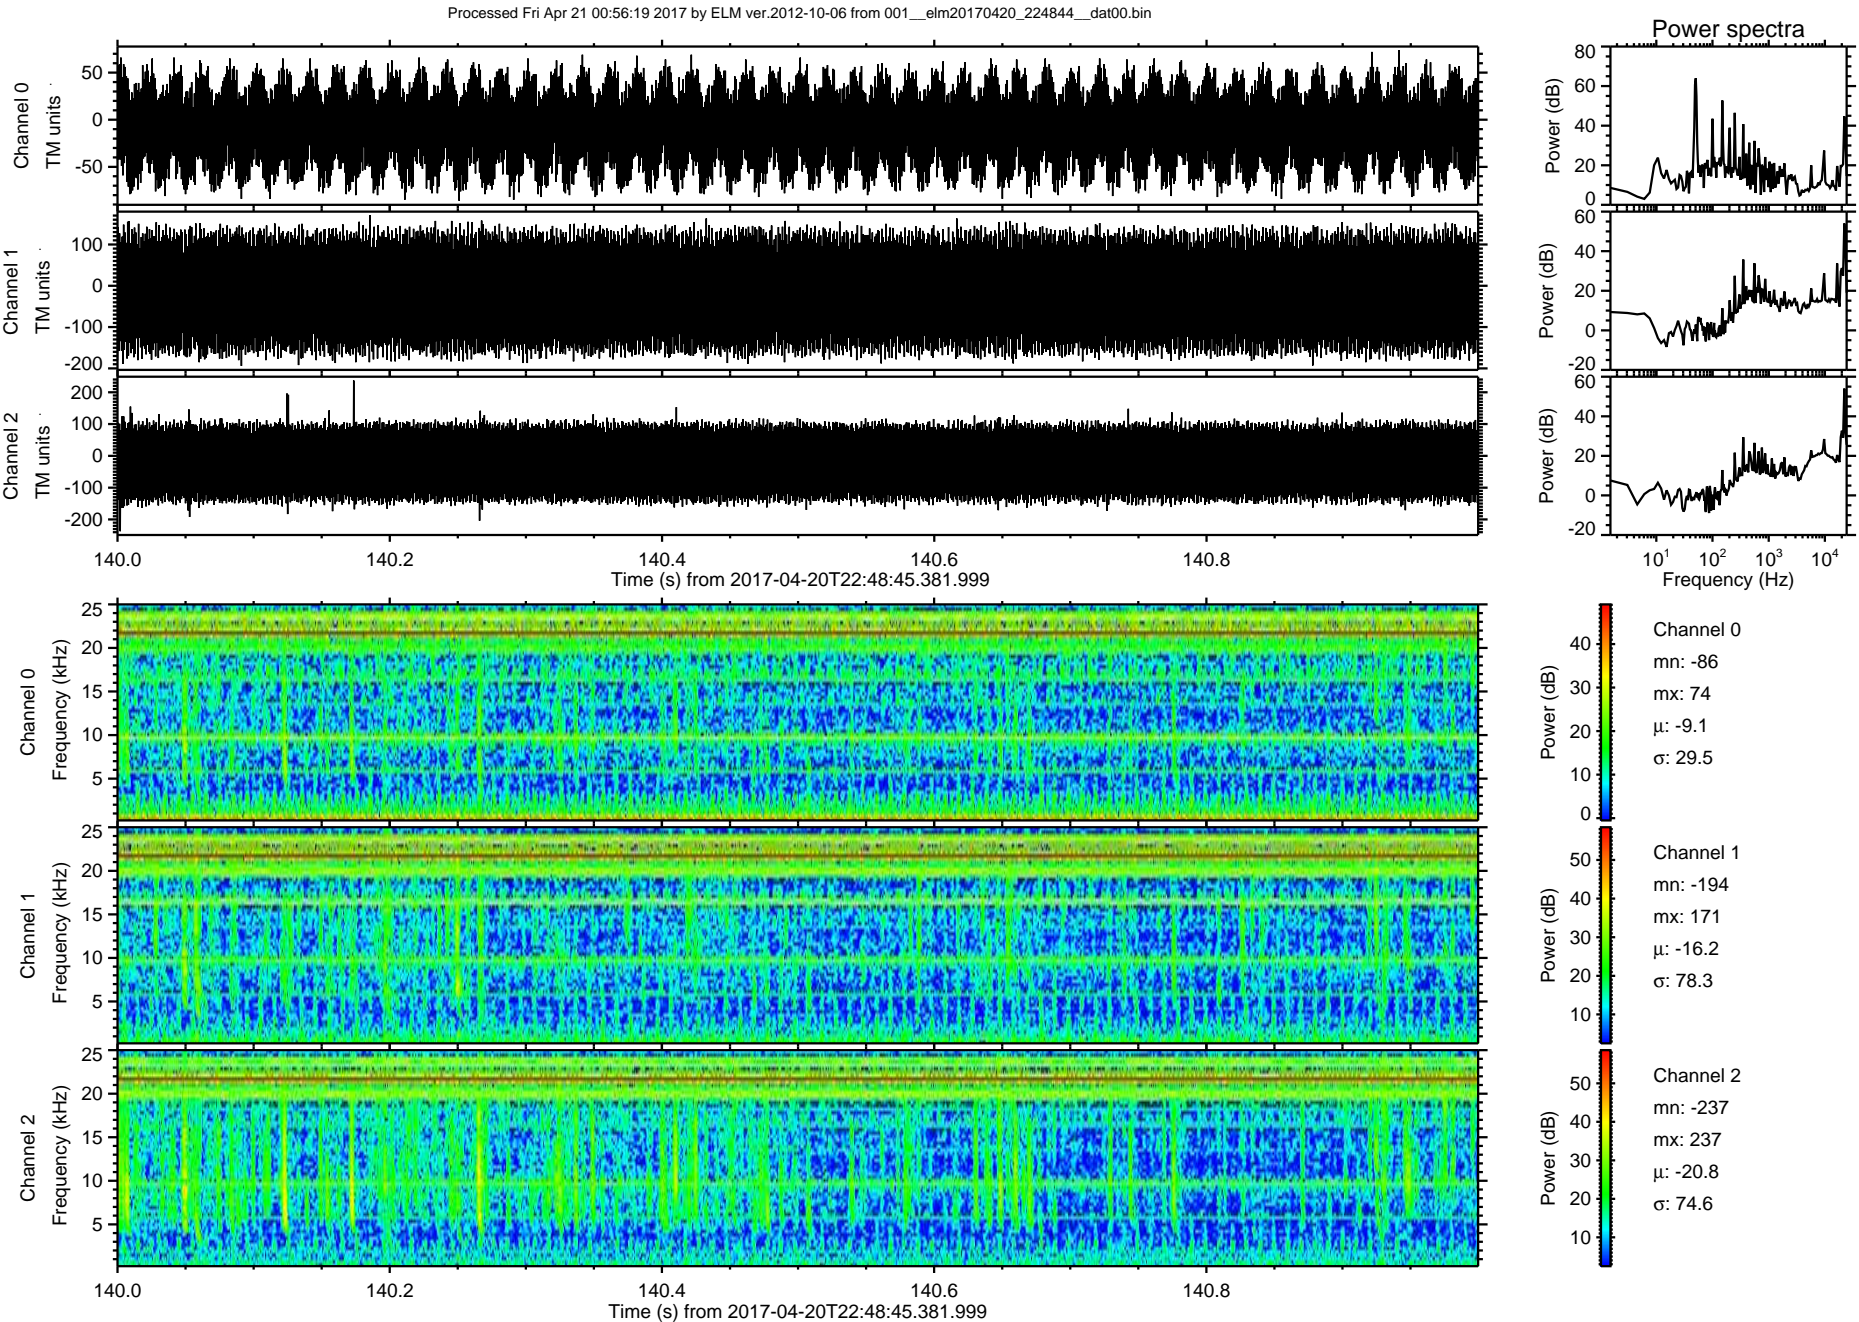 Processed Fri Apr 21 00:56:19 2017 by ELM ver.2012-10-06 from 001__elm20170420_224844__dat00.bin
Power spectra
Channel 0
TM units
50
0
-50
Power (dB)
80
60
40
20
0
Channel 1
TM units
100
0
-100
-200
Power (dB)
60
40
20
0
-20
Channel 2
TM units
200
100
0
-100
-200
Power (dB)
60
40
20
0
-20
140.0 140.2 140.4 140.6 140.8
Time (s) from 2017-04-20T22:48:45.381.999
10¹ 10² 10³ 10⁴
Frequency (Hz)
Channel 0
Frequency (kHz)
25
20
15
10
5
Power (dB)
40
30
20
10
0
Channel 0
mn: -86
mx: 74
μ: -9.1
σ: 29.5
Channel 1
Frequency (kHz)
25
20
15
10
5
Power (dB)
50
40
30
20
10
Channel 1
mn: -194
mx: 171
μ: -16.2
σ: 78.3
Channel 2
Frequency (kHz)
25
20
15
10
5
Power (dB)
50
40
30
20
10
Channel 2
mn: -237
mx: 237
μ: -20.8
σ: 74.6
140.0 140.2 140.4 140.6 140.8
Time (s) from 2017-04-20T22:48:45.381.999